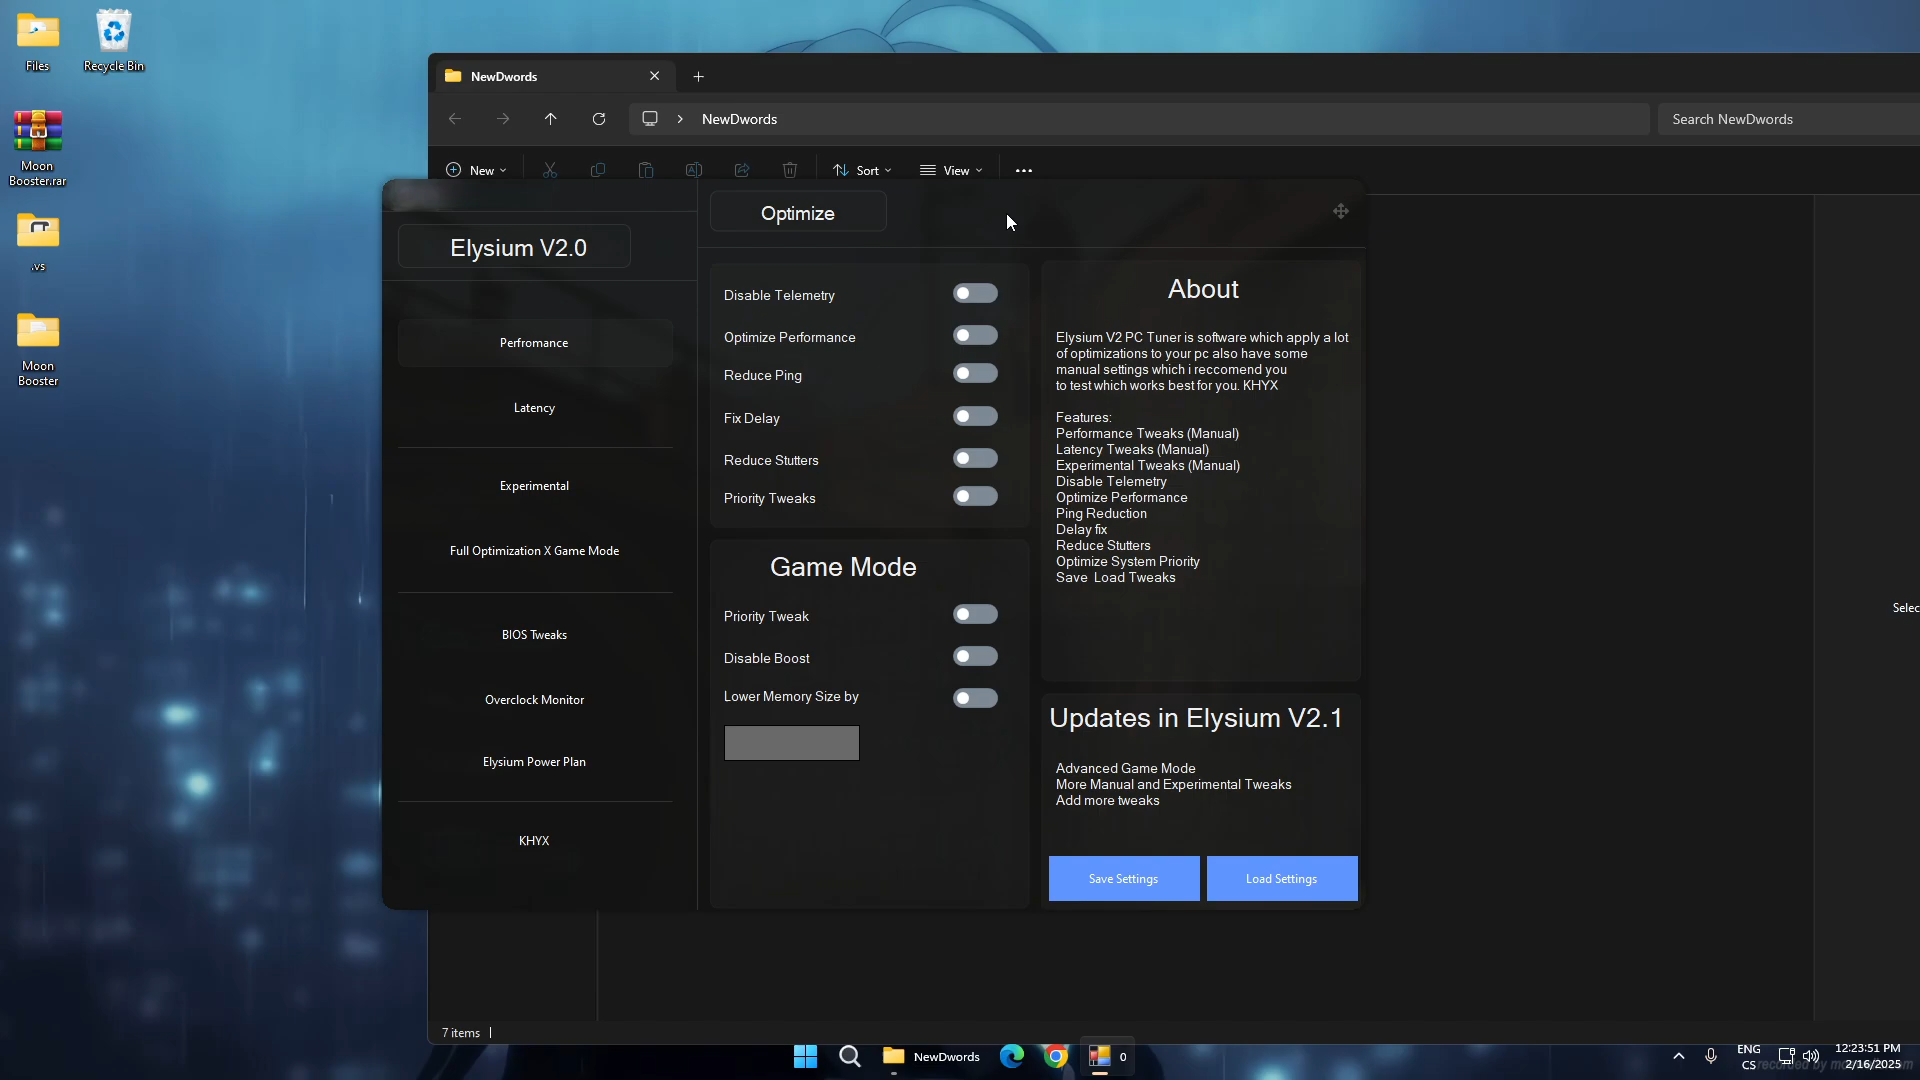 Files
Recycle Bin
Moon
Booster.rar
.vs
Moon
Booster
NewDwords
NewDwords
Search NewDwords
New
Sort
View
Elysium V2.0
Perfromance
Latency
Experimental
Full Optimization X Game Mode
BIOS Tweaks
Overclock Monitor
Elysium Power Plan
KHYX
Optimize
Disable Telemetry
Optimize Performance
Reduce Ping
Fix Delay
Reduce Stutters
Priority Tweaks
Game Mode
Priority Tweak
Disable Boost
Lower Memory Size by
About
Elysium V2 PC Tuner is software which apply a lot
of optimizations to your pc also have some
manual settings which i reccomend you
to test which works best for you. KHYX
Features:
Performance Tweaks (Manual)
Latency Tweaks (Manual)
Experimental Tweaks (Manual)
Disable Telemetry
Optimize Performance
Ping Reduction
Delay fix
Reduce Stutters
Optimize System Priority
Save Load Tweaks
Updates in Elysium V2.1
Advanced Game Mode
More Manual and Experimental Tweaks
Add more tweaks
Save Settings
Load Settings
Selec
7 items
NewDwords
0
ENG
CS
12:23:51 PM
2/16/2025
recorded by